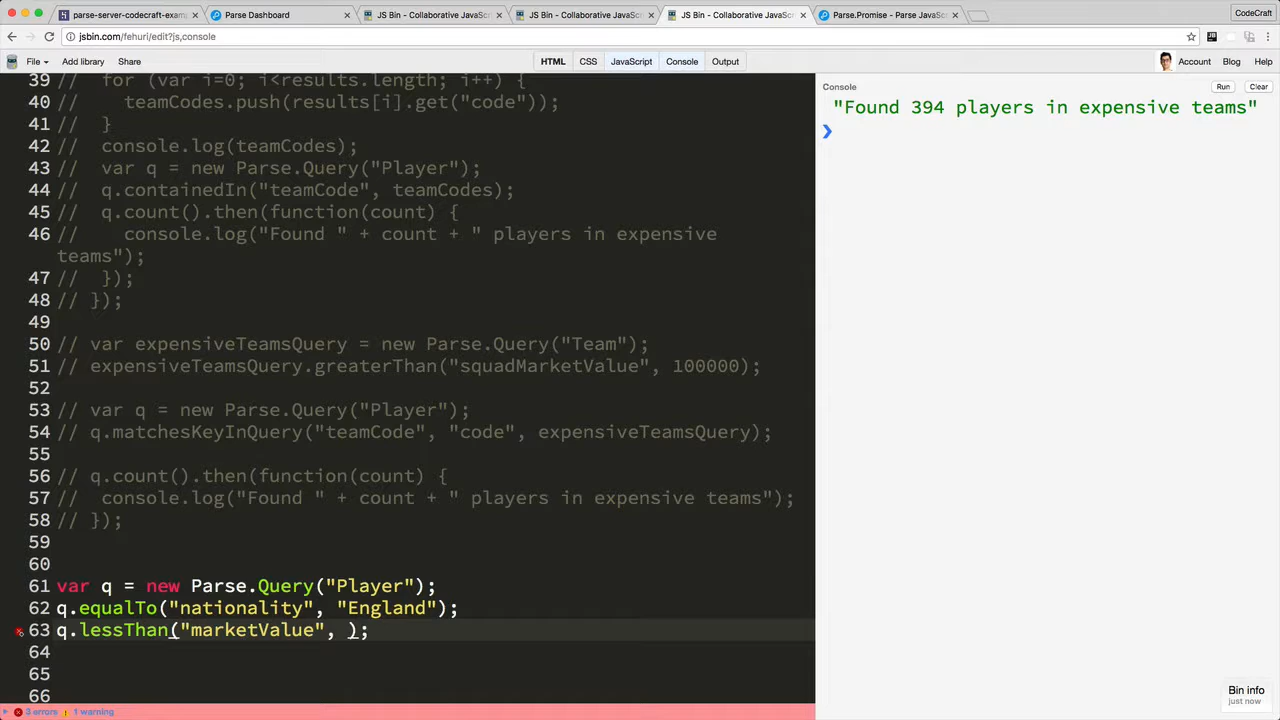 parse-server-codecraft-exam
Parse Dashboard
JS Bin - Collaborative JavaScri
JS Bin - Collaborative JavaScri
JS Bin - Collaborative JavaScri
Parse.Promise - Parse JavaSc
CodeCraft
jsbin.com/fehuri/edit?js,console
File
Add library
Share
HTML
CSS
JavaScript
Console
Output
Account
Blog
Help
39 // for (var i=0; i<results.length; i++) {
40 // teamCodes.push(results[i].get("code"));
41 // }
42 // console.log(teamCodes);
43 // var q = new Parse.Query("Player");
44 // q.containedIn("teamCode", teamCodes);
45 // q.count().then(function(count) {
46 // console.log("Found " + count + " players in expensive
teams");
47 // });
48 // });
49
50 // var expensiveTeamsQuery = new Parse.Query("Team");
51 // expensiveTeamsQuery.greaterThan("squadMarketValue", 100000);
52
53 // var q = new Parse.Query("Player");
54 // q.matchesKeyInQuery("teamCode", "code", expensiveTeamsQuery);
55
56 // q.count().then(function(count) {
57 // console.log("Found " + count + " players in expensive teams");
58 // });
59
60
61 var q = new Parse.Query("Player");
62 q.equalTo("nationality", "England");
63 q.lessThan("marketValue", );
64
65
66
3 errors 1 warning
Console
Run
Clear
"Found 394 players in expensive teams"
Bin info
just now